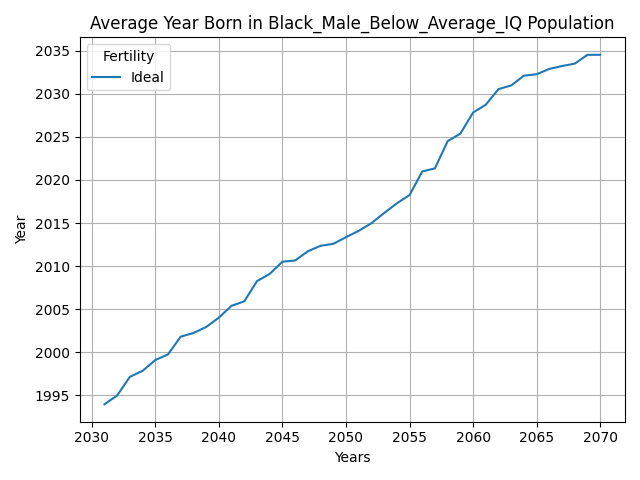 Average Year Born in Black_Male_Below_Average_IQ Population
Fertility
Ideal
Year
2035
2030
2025
2020
2015
2010
2005
2000
1995
2030 2035 2040 2045 2050 2055 2060 2065 2070
Years